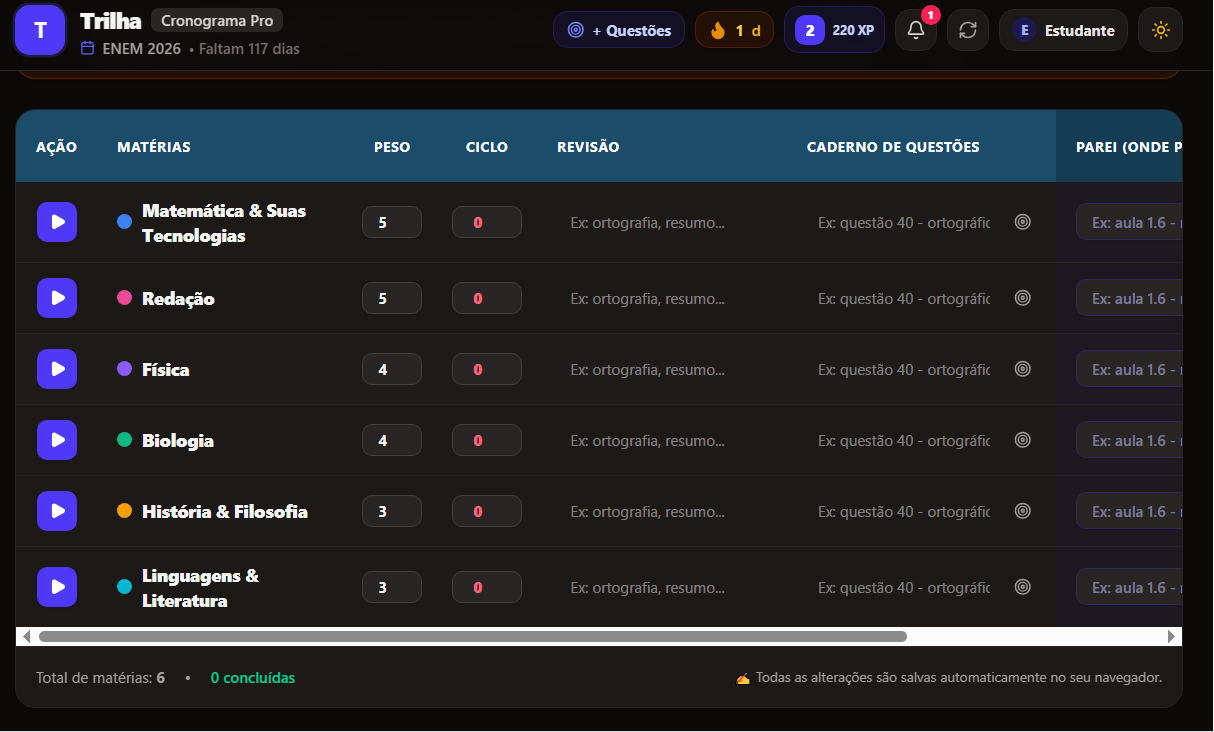 T
Trilha
Cronograma Pro
ENEM 2026 • Faltam 117 dias
+ Questões
1 d
2 220 XP
1
E Estudante
AÇÃO MATÉRIAS PESO CICLO REVISÃO CADERNO DE QUESTÕES PAREI (ONDE P
Matemática & Suas
Tecnologias
5 0 Ex: ortografia, resumo... Ex: questão 40 - ortográfic Ex: aula 1.6 -
Redação 5 0 Ex: ortografia, resumo... Ex: questão 40 - ortográfic Ex: aula 1.6 -
Física 4 0 Ex: ortografia, resumo... Ex: questão 40 - ortográfic Ex: aula 1.6 -
Biologia 4 0 Ex: ortografia, resumo... Ex: questão 40 - ortográfic Ex: aula 1.6 -
História & Filosofia 3 0 Ex: ortografia, resumo... Ex: questão 40 - ortográfic Ex: aula 1.6 -
Linguagens &
Literatura
3 0 Ex: ortografia, resumo... Ex: questão 40 - ortográfic Ex: aula 1.6 -
Total de matérias: 6 • 0 concluídas
✍️ Todas as alterações são salvas automaticamente no seu navegador.